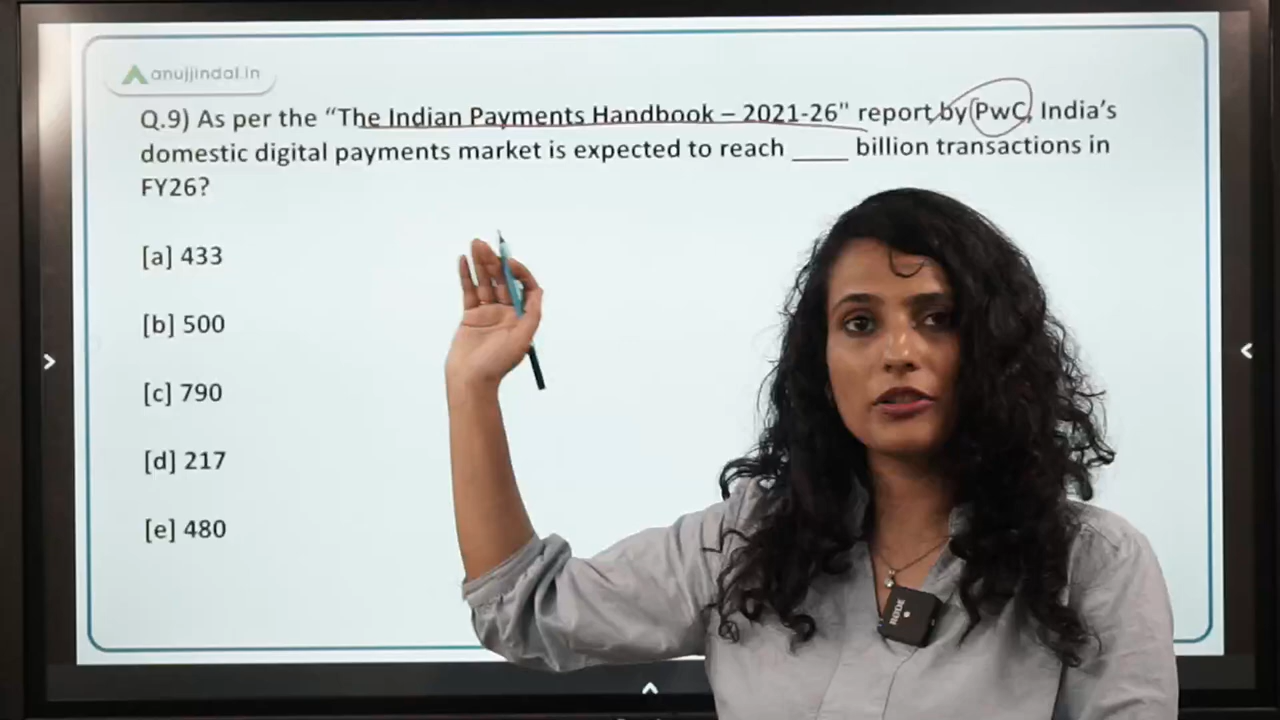 anujjindal.in
Q.9) As per the “The Indian Payments Handbook – 2021-26" report by PwC, India’s
domestic digital payments market is expected to reach ____ billion transactions in
FY26?
[a] 433
[b] 500
[c] 790
[d] 217
[e] 480
RODE